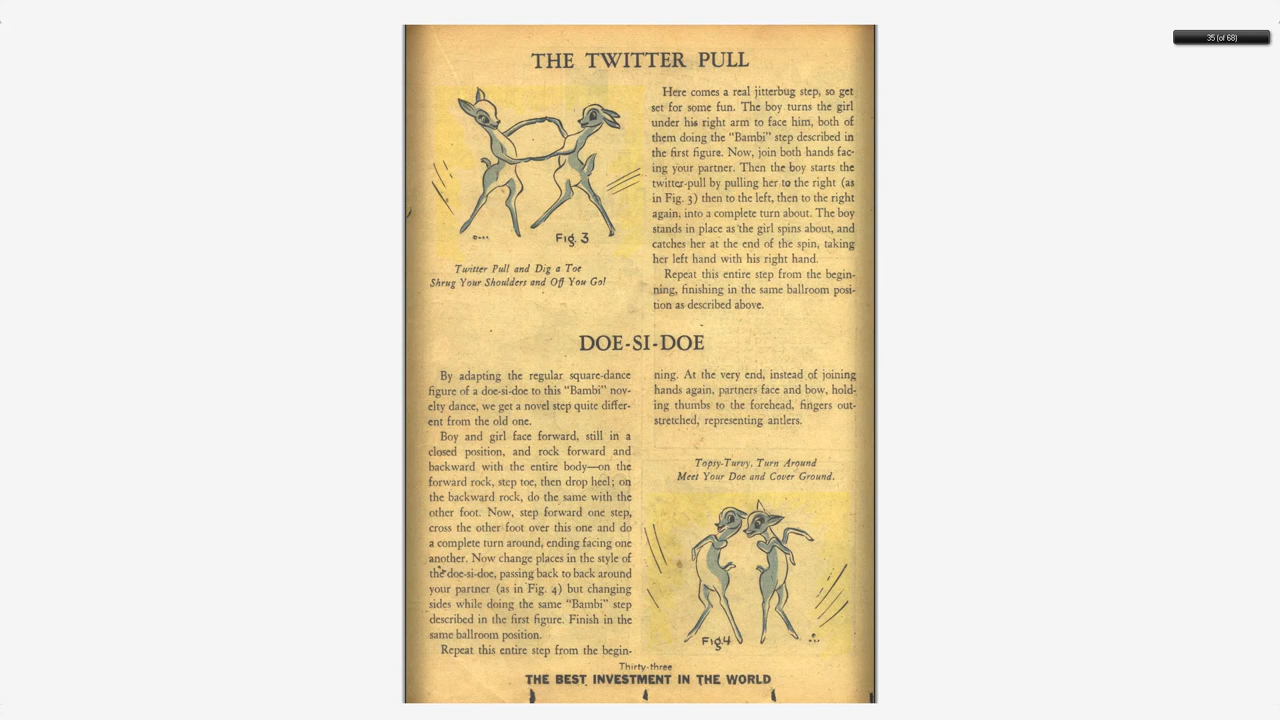 35 (of 68)
THE TWITTER PULL
Here comes a real jitterbug step, so get
set for some fun. The boy turns the girl
under his right arm to face him, both of
them doing the "Bambi" step described in
the first figure. Now, join both hands fac-
ing your partner. Then the boy starts the
twitter-pull by pulling her to the right (as
in Fig. 3) then to the left, then to the right
again, into a complete turn about. The boy
stands in place as the girl spins about, and
catches her at the end of the spin, taking
her left hand with his right hand.
Repeat this entire step from the begin-
ning, finishing in the same ballroom posi-
tion as described above.
Fig. 3
Twitter Pull and Dig a Toe
Shrug Your Shoulders and Off You Go!
DOE-SI-DOE
By adapting the regular square-dance
figure of a doe-si-doe to this "Bambi" nov-
elty dance, we get a novel step quite differ-
ent from the old one.
Boy and girl face forward, still in a
closed position, and rock forward and
backward with the entire body—on the
forward rock, step toe, then drop heel; on
the backward rock, do the same with the
other foot. Now, step forward one step,
cross the other foot over this one and do
a complete turn around, ending facing one
another. Now change places in the style of
the doe-si-doe, passing back to back around
your partner (as in Fig. 4) but changing
sides while doing the same "Bambi" step
described in the first figure. Finish in the
same ballroom position.
Repeat this entire step from the begin-
ning. At the very end, instead of joining
hands again, partners face and bow, hold-
ing thumbs to the forehead, fingers out-
stretched, representing antlers.
Topsy-Turvy, Turn Around
Meet Your Doe and Cover Ground.
Fig.4
Thirty-three
THE BEST INVESTMENT IN THE WORLD